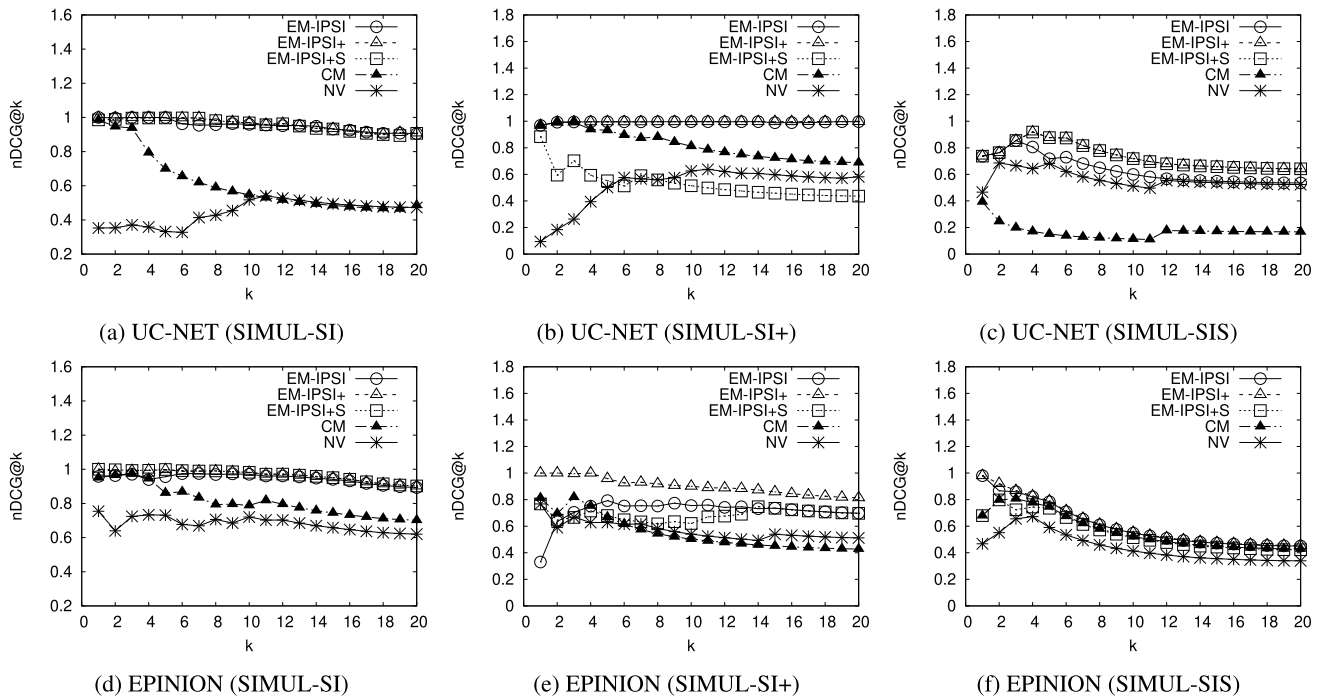 1.6
1.4
1.2
1
0.8
0.6
0.4
0.2
nDCG@k
EM-IPSI
EM-IPSI+
EM-IPSI+S
CM
NV
0 2 4 6 8 10 12 14 16 18 20
k
(a) UC-NET (SIMUL-SI)
1.8
1.6
1.4
1.2
1
0.8
0.6
0.4
0.2
0
nDCG@k
EM-IPSI
EM-IPSI+
EM-IPSI+S
CM
NV
0 2 4 6 8 10 12 14 16 18 20
k
(b) UC-NET (SIMUL-SI+)
1.8
1.6
1.4
1.2
1
0.8
0.6
0.4
0.2
0
nDCG@k
EM-IPSI
EM-IPSI+
EM-IPSI+S
CM
NV
0 2 4 6 8 10 12 14 16 18 20
k
(c) UC-NET (SIMUL-SIS)
1.6
1.4
1.2
1
0.8
0.6
0.4
0.2
nDCG@k
EM-IPSI
EM-IPSI+
EM-IPSI+S
CM
NV
0 2 4 6 8 10 12 14 16 18 20
k
(d) EPINION (SIMUL-SI)
1.8
1.6
1.4
1.2
1
0.8
0.6
0.4
0.2
0
nDCG@k
EM-IPSI
EM-IPSI+
EM-IPSI+S
CM
NV
0 2 4 6 8 10 12 14 16 18 20
k
(e) EPINION (SIMUL-SI+)
1.8
1.6
1.4
1.2
1
0.8
0.6
0.4
0.2
0
nDCG@k
EM-IPSI
EM-IPSI+
EM-IPSI+S
CM
NV
0 2 4 6 8 10 12 14 16 18 20
k
(f) EPINION (SIMUL-SIS)